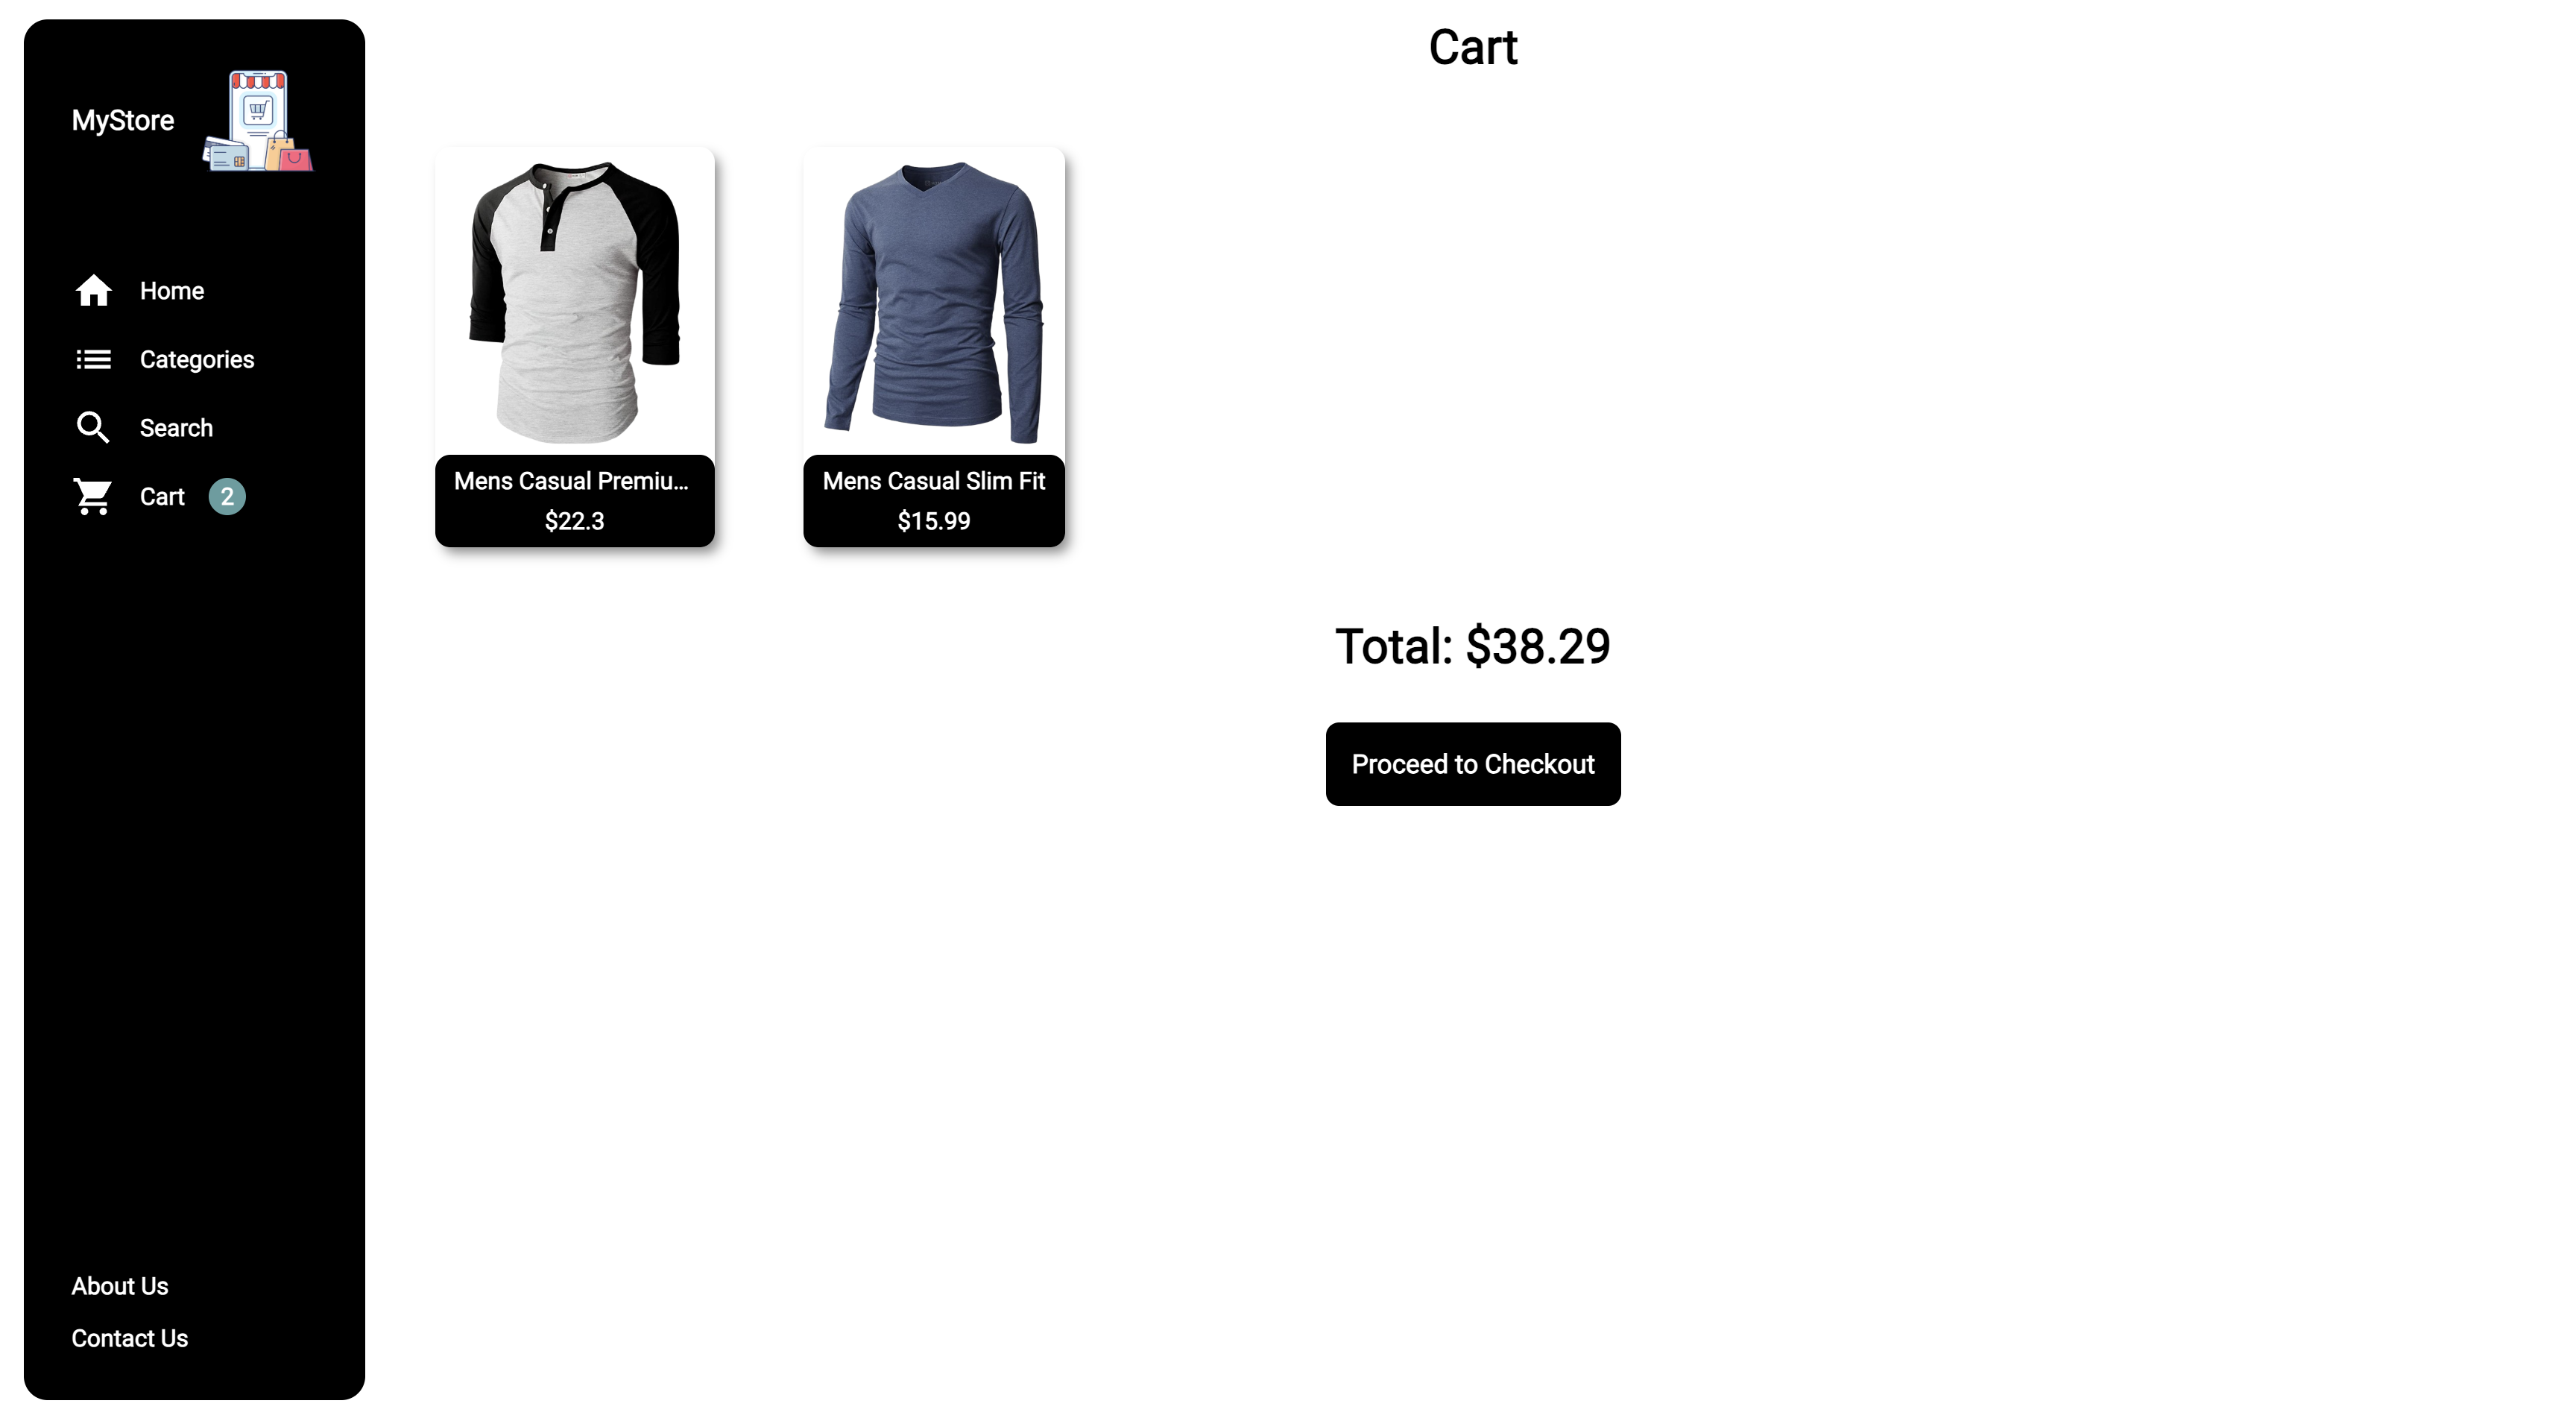 MyStore
Home
Categories
Search
Cart 2
About Us
Contact Us
Cart
Mens Casual Premiu...
$22.3
Mens Casual Slim Fit
$15.99
Total: $38.29
Proceed to Checkout